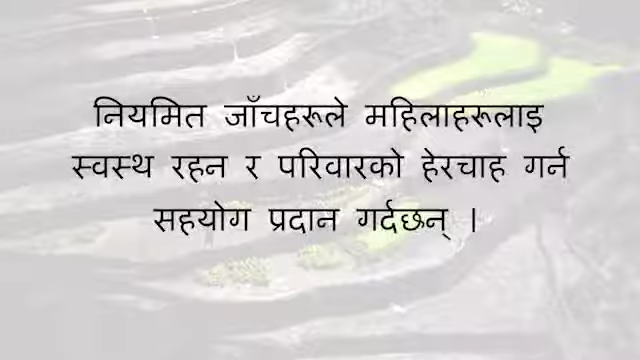 नियमित जाँचहरूले महिलाहरूलाइ
स्वस्थ रहन र परिवारको हेरचाह गर्न
सहयोग प्रदान गर्दछन् ।